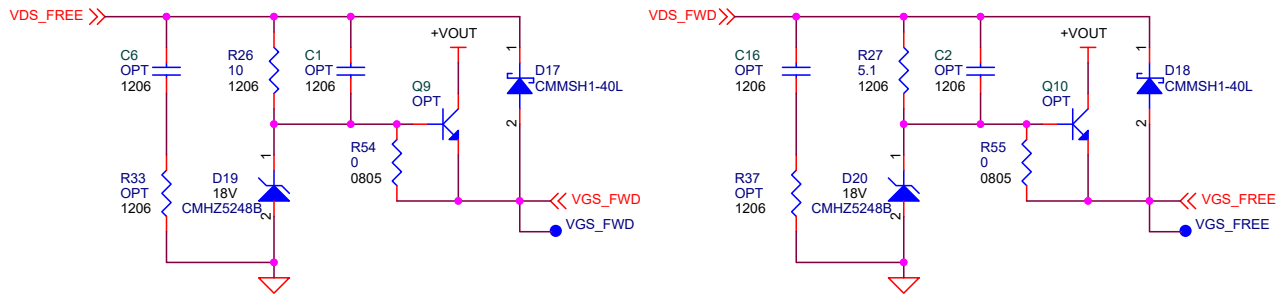 VDS_FREE
C6
OPT
1206
R26
10
1206
C1
OPT
1206
+VOUT
Q9
OPT
1
D17
CMMSH1-40L
2
R33
OPT
1206
1
D19
18V
CMHZ5248B
2
R54
0
0805
VGS_FWD
VGS_FWD
VDS_FWD
C16
OPT
1206
R27
5.1
1206
C2
OPT
1206
+VOUT
Q10
OPT
1
D18
CMMSH1-40L
2
R37
OPT
1206
1
D20
18V
CMHZ5248B
2
R55
0
0805
VGS_FREE
VGS_FREE